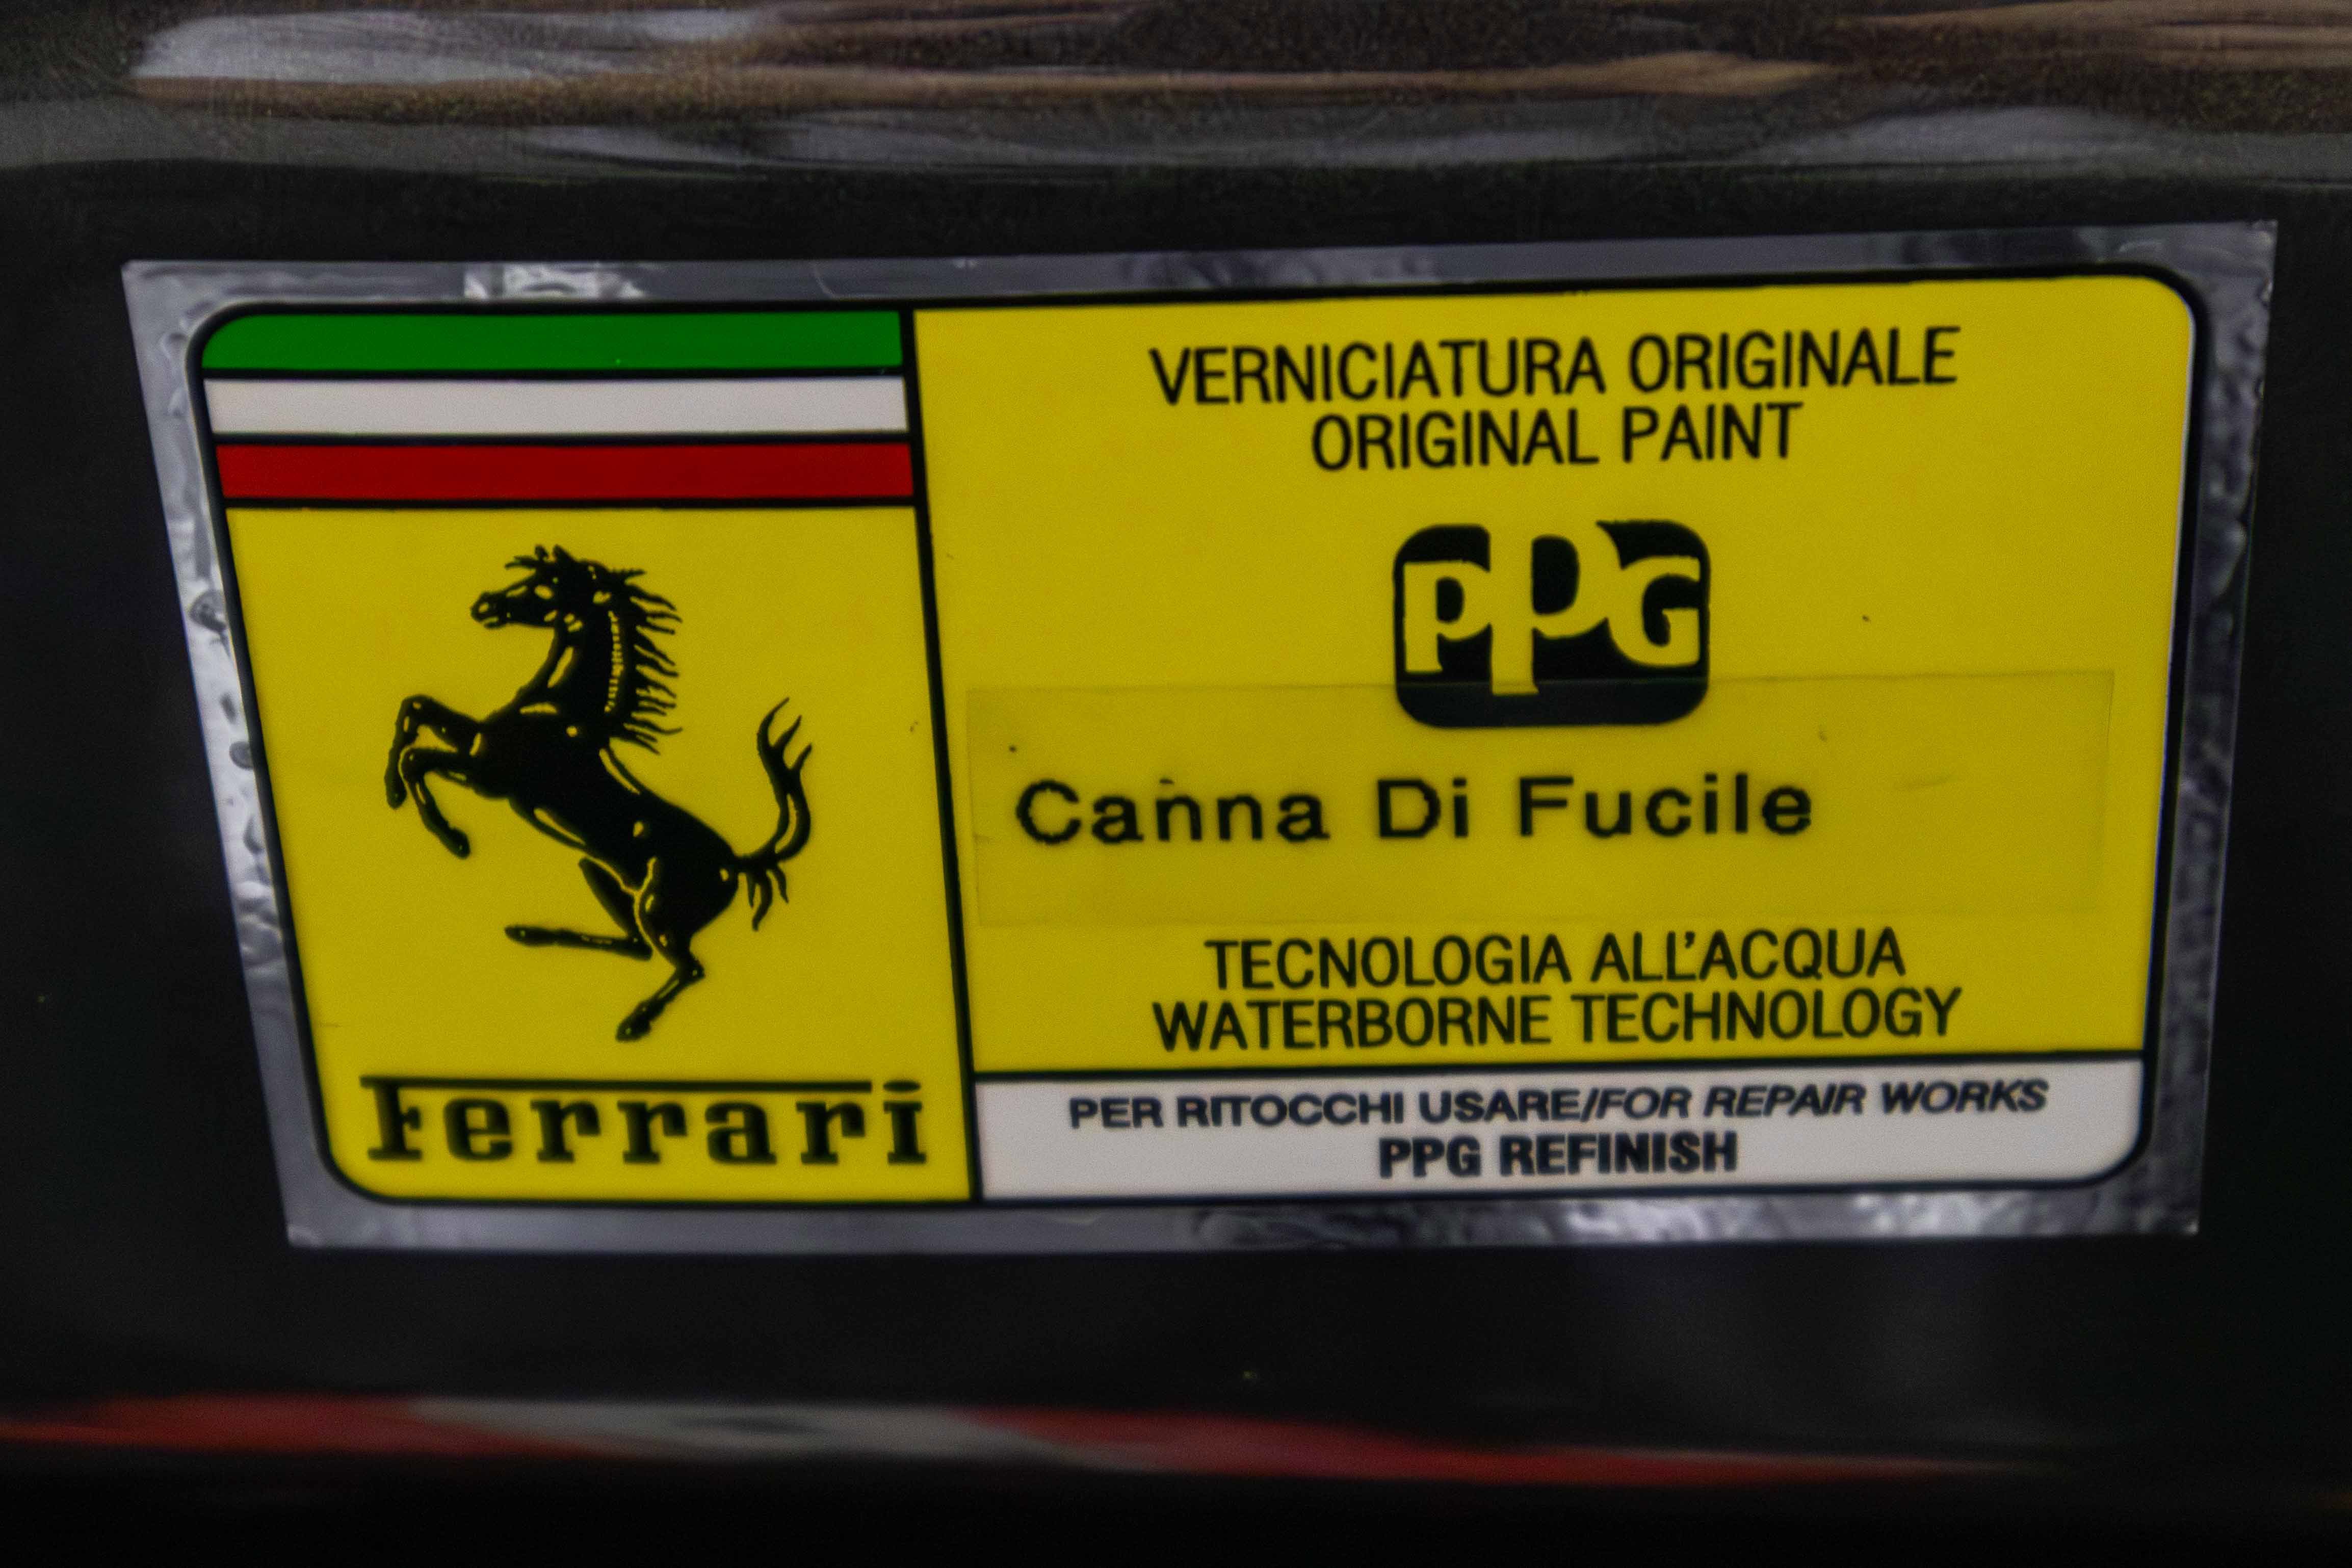 Ferrari
VERNICIATURA ORIGINALE
ORIGINAL PAINT
PPG
Canna Di Fucile
TECNOLOGIA ALL'ACQUA
WATERBORNE TECHNOLOGY
PER RITOCCHI USARE/FOR REPAIR WORKS
PPG REFINISH